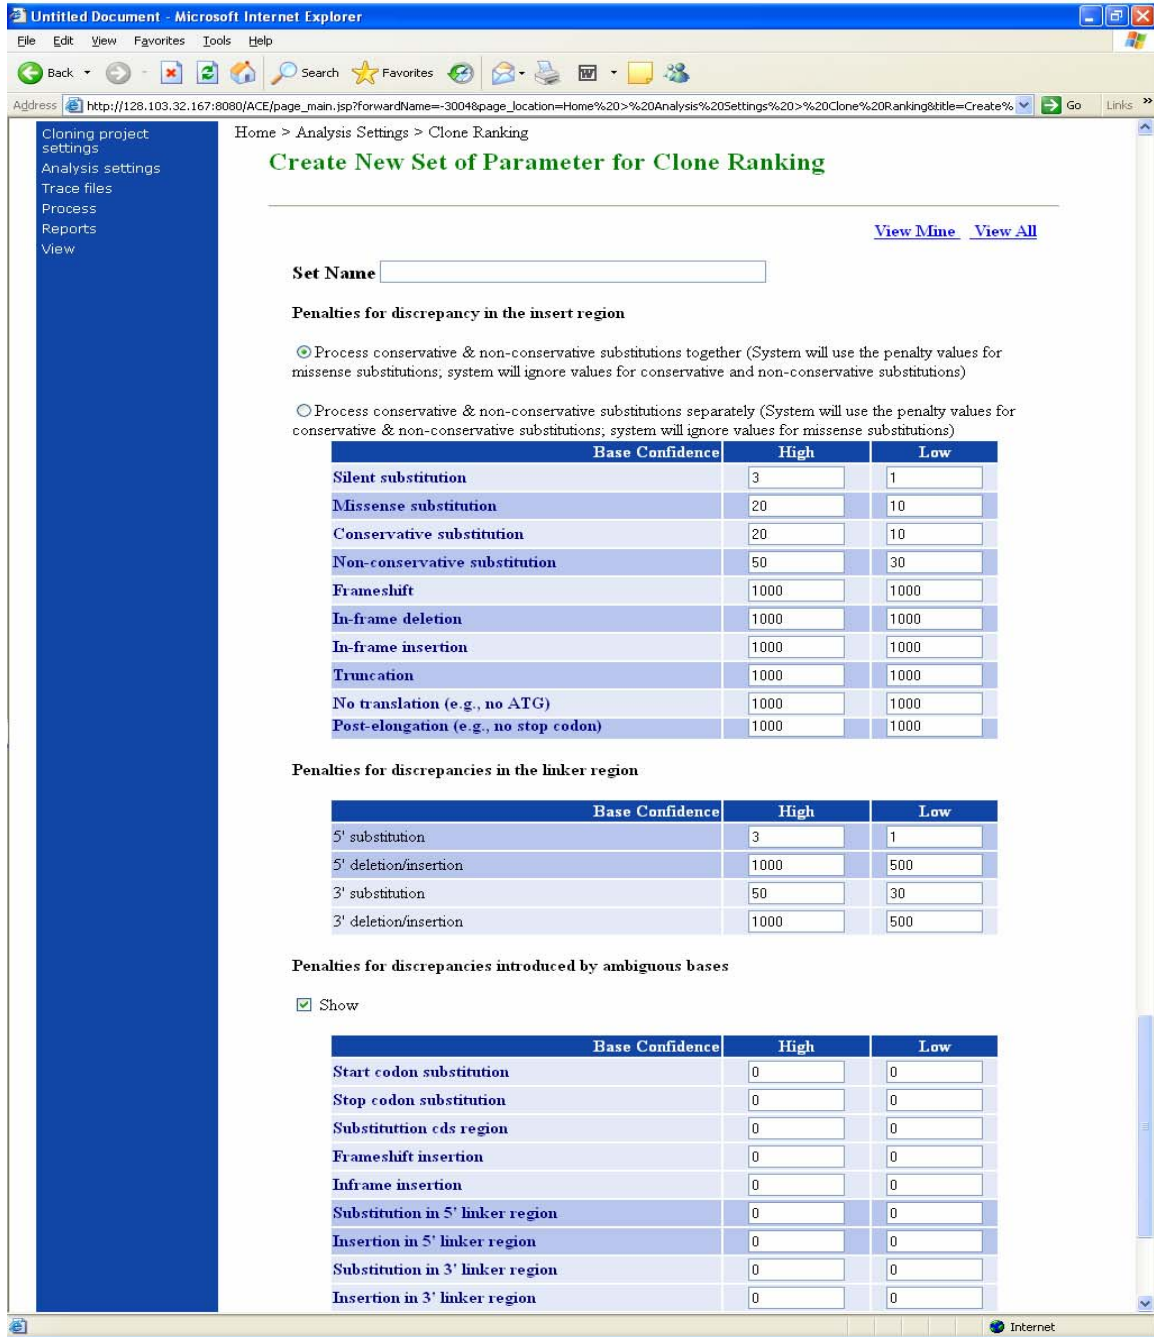 Untitled Document - Microsoft Internet Explorer
File Edit View Favorites Tools Help
Back Search Favorites
Address http://128.103.32.167:8080/ACE/page_main.jsp?forwardName=-3004&page_location=Home%20>%20Analysis%20Settings%20>%20Clone%20Ranking&title=Create% Go Links »
Cloning project
settings
Analysis settings
Trace files
Process
Reports
View
Home > Analysis Settings > Clone Ranking
Create New Set of Parameter for Clone Ranking
View Mine View All
Set Name
Penalties for discrepancy in the insert region
Process conservative & non-conservative substitutions together (System will use the penalty values for
missense substitutions; system will ignore values for conservative and non-conservative substitutions)
Process conservative & non-conservative substitutions separately (System will use the penalty values for
conservative & non-conservative substitutions; system will ignore values for missense substitutions)
Base Confidence High Low
Silent substitution 3 1
Missense substitution 20 10
Conservative substitution 20 10
Non-conservative substitution 50 30
Frameshift 1000 1000
In-frame deletion 1000 1000
In-frame insertion 1000 1000
Truncation 1000 1000
No translation (e.g., no ATG) 1000 1000
Post-elongation (e.g., no stop codon) 1000 1000
Penalties for discrepancies in the linker region
Base Confidence High Low
5' substitution 3 1
5' deletion/insertion 1000 500
3' substitution 50 30
3' deletion/insertion 1000 500
Penalties for discrepancies introduced by ambiguous bases
Show
Base Confidence High Low
Start codon substitution 0 0
Stop codon substitution 0 0
Substituttion cds region 0 0
Frameshift insertion 0 0
Inframe insertion 0 0
Substitution in 5' linker region 0 0
Insertion in 5' linker region 0 0
Substitution in 3' linker region 0 0
Insertion in 3' linker region 0 0
Internet